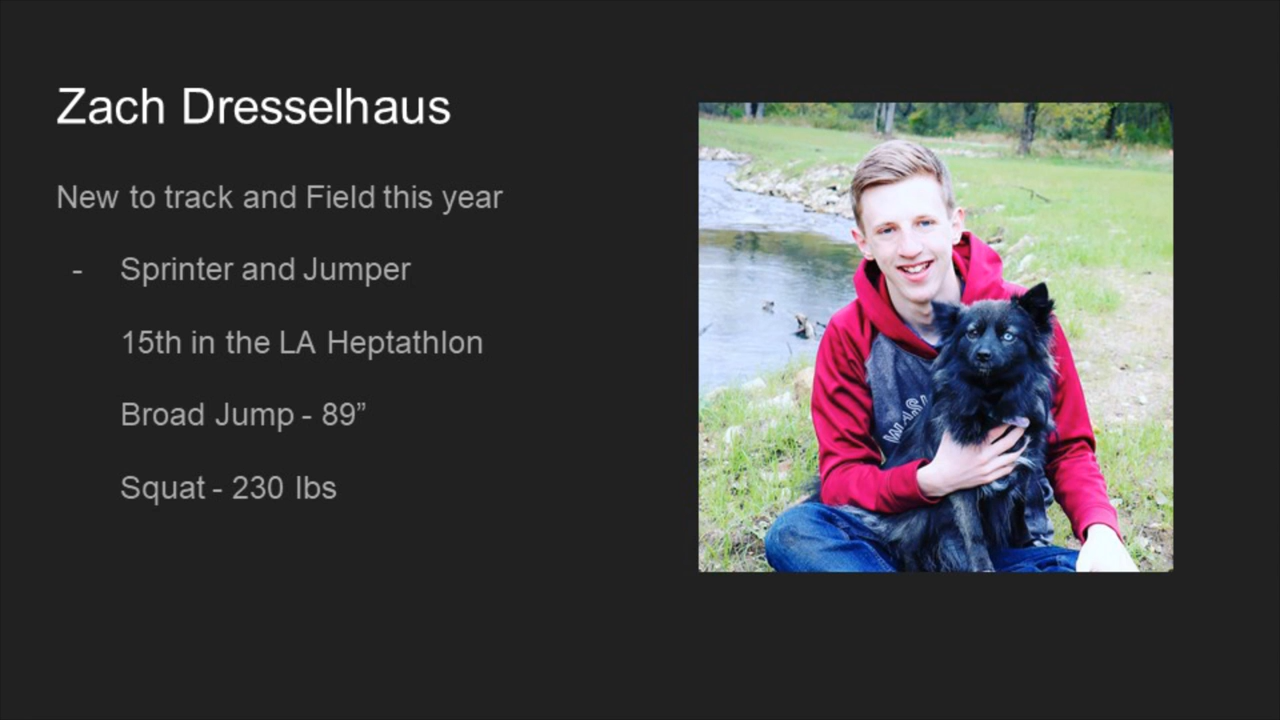 Zach Dresselhaus
New to track and Field this year
- Sprinter and Jumper
15th in the LA Heptathlon
Broad Jump - 89”
Squat - 230 lbs